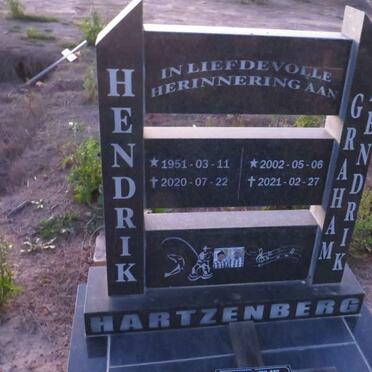 IN LIEFDEVOLLE
HERINNERING AAN
HENDRIK
★1951-03-11
✝2020-07-22
★2002-05-06
✝2021-02-27
GRAHAM
HENDRIK
HARTZENBERG